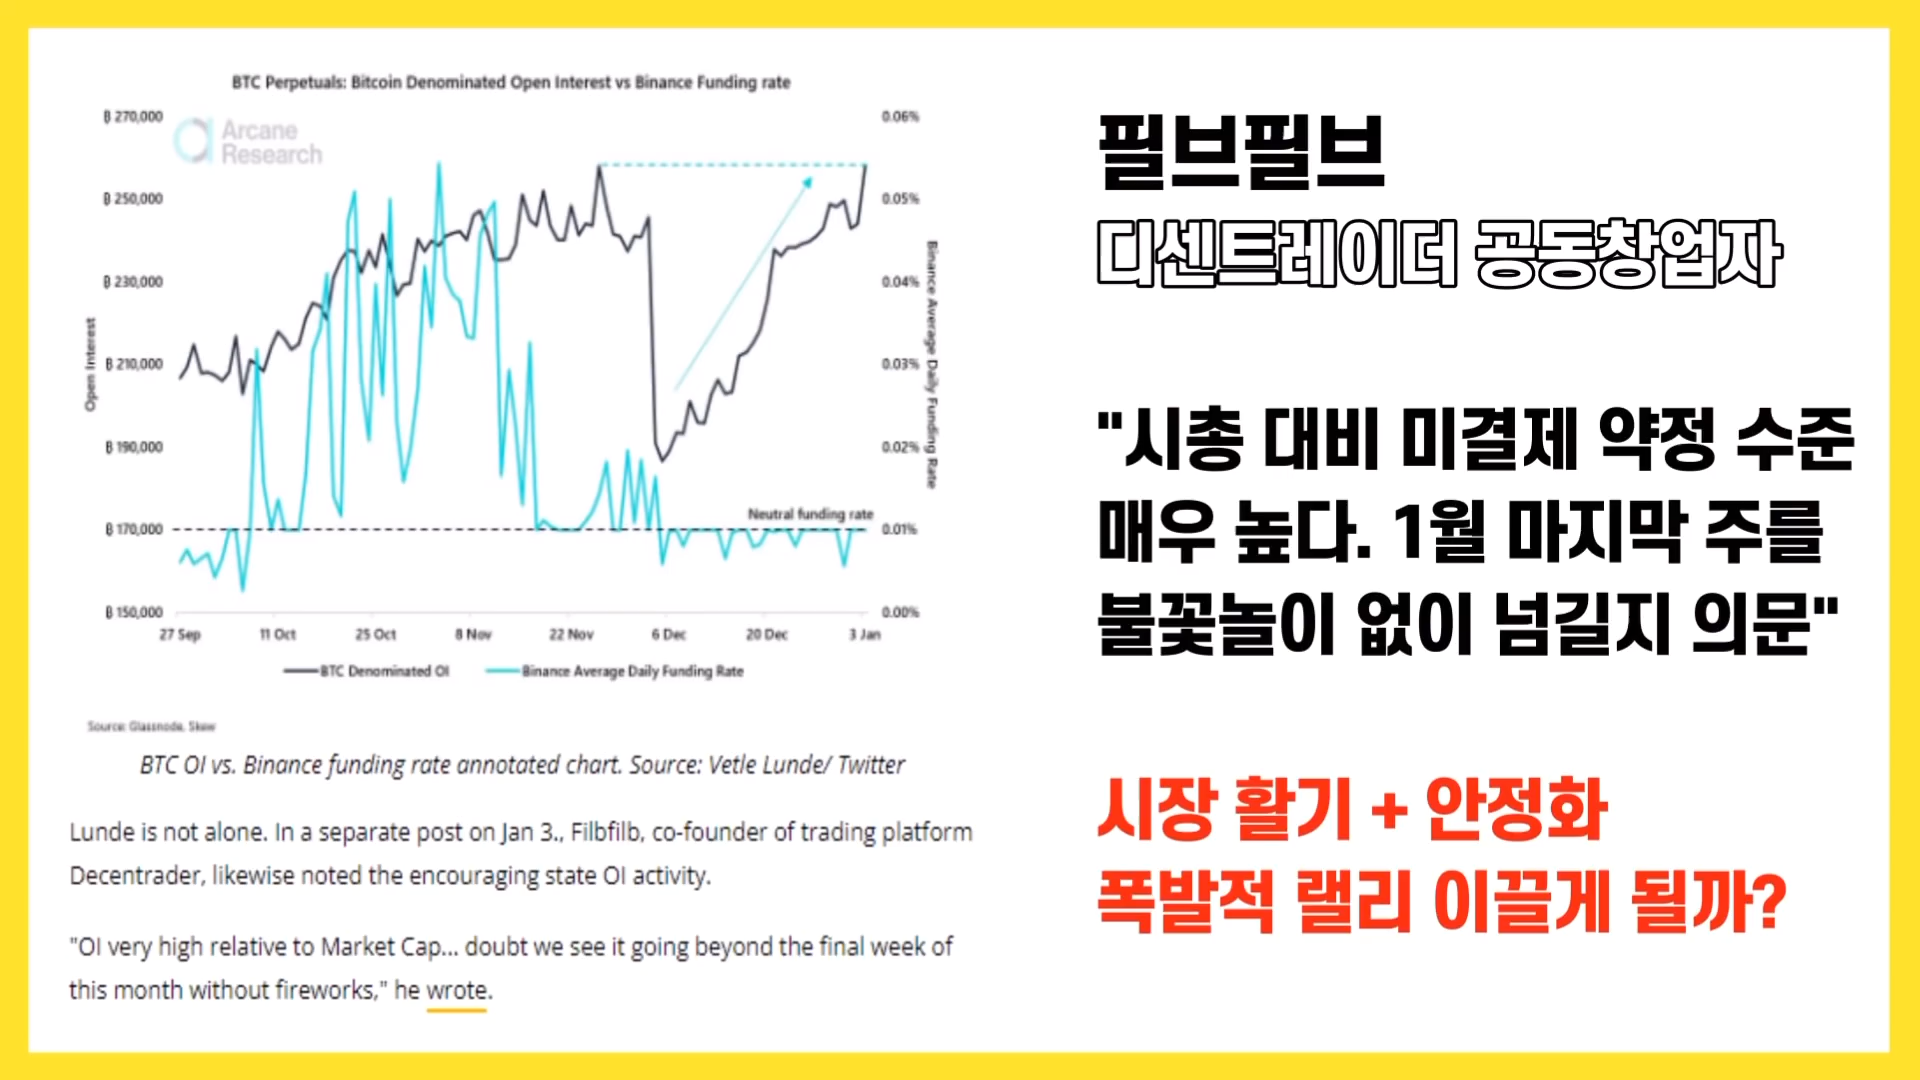 BTC Perpetuals: Bitcoin Denominated Open Interest vs Binance Funding rate
Arcane
Research
₿ 270,000
₿ 250,000
₿ 230,000
₿ 210,000
₿ 190,000
₿ 170,000
₿ 150,000
Open Interest
0.06%
0.05%
0.04%
0.03%
0.02%
0.01%
0.00%
Binance Average Daily Funding Rate
Neutral funding rate
27 Sep 11 Oct 25 Oct 8 Nov 22 Nov 6 Dec 20 Dec 3 Jan
BTC Denominated OI Binance Average Daily Funding Rate
Source: Glassnode, Skew
BTC OI vs. Binance funding rate annotated chart. Source: Vetle Lunde/ Twitter
Lunde is not alone. In a separate post on Jan 3., Filbfilb, co-founder of trading platform
Decentrader, likewise noted the encouraging state OI activity.
"OI very high relative to Market Cap... doubt we see it going beyond the final week of
this month without fireworks," he wrote.
필브필브
디센트레이더 공동창업자
"시총 대비 미결제 약정 수준
매우 높다. 1월 마지막 주를
불꽃놀이 없이 넘길지 의문"
시장 활기 + 안정화
폭발적 랠리 이끌게 될까?